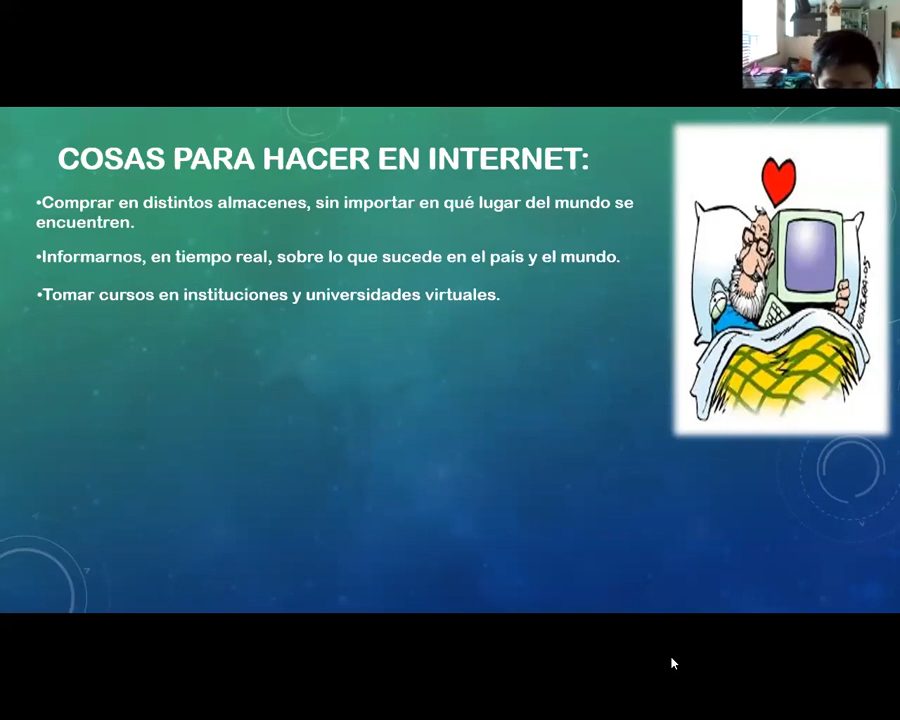 COSAS PARA HACER EN INTERNET:
•Comprar en distintos almacenes, sin importar en qué lugar del mundo se
encuentren.
•Informarnos, en tiempo real, sobre lo que sucede en el país y el mundo.
•Tomar cursos en instituciones y universidades virtuales.